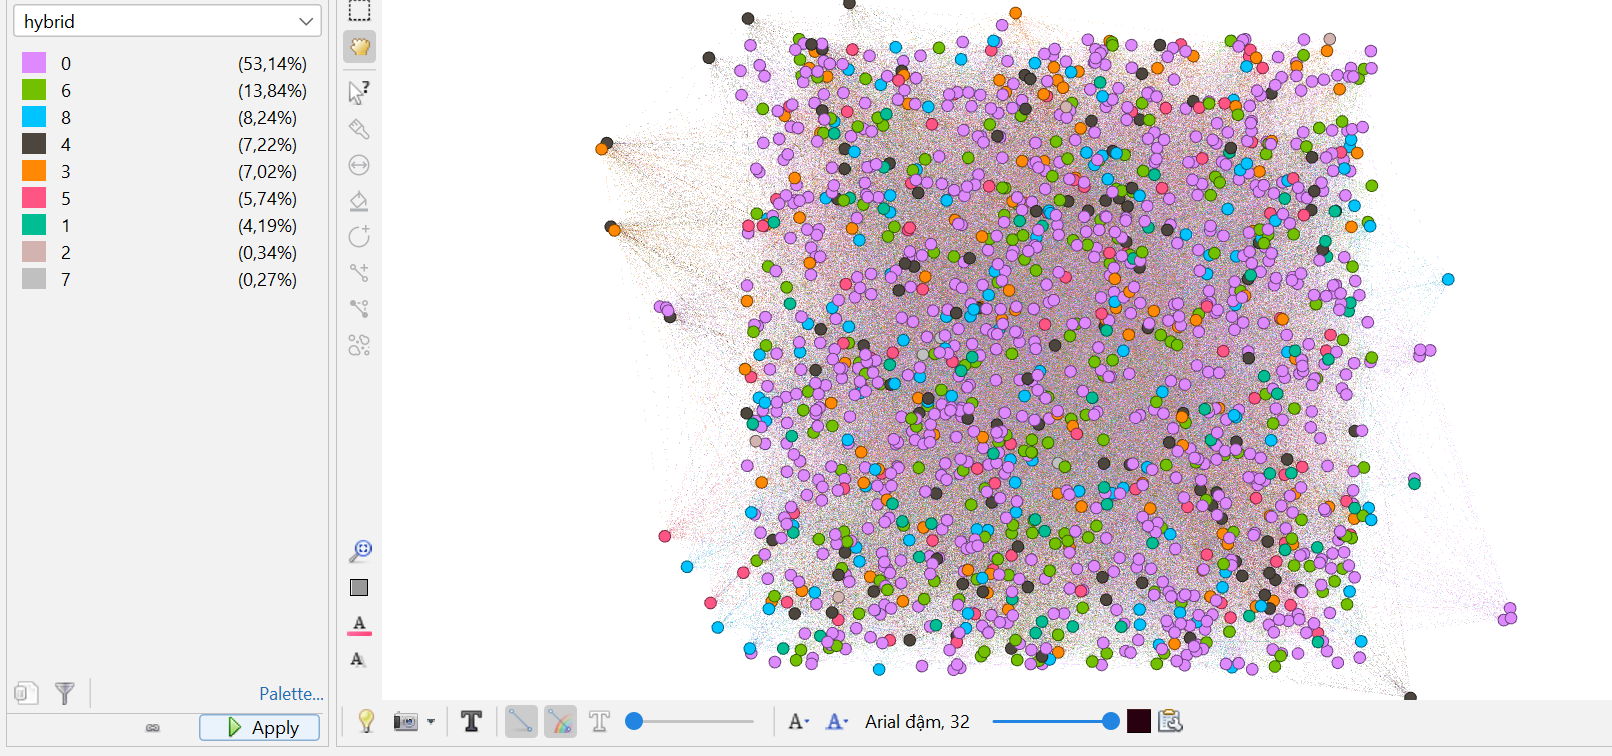 hybrid
0 (53,14%)
6 (13,84%)
8 (8,24%)
4 (7,22%)
3 (7,02%)
5 (5,74%)
1 (4,19%)
2 (0,34%)
7 (0,27%)
Palette...
Apply
Arial đậm, 32